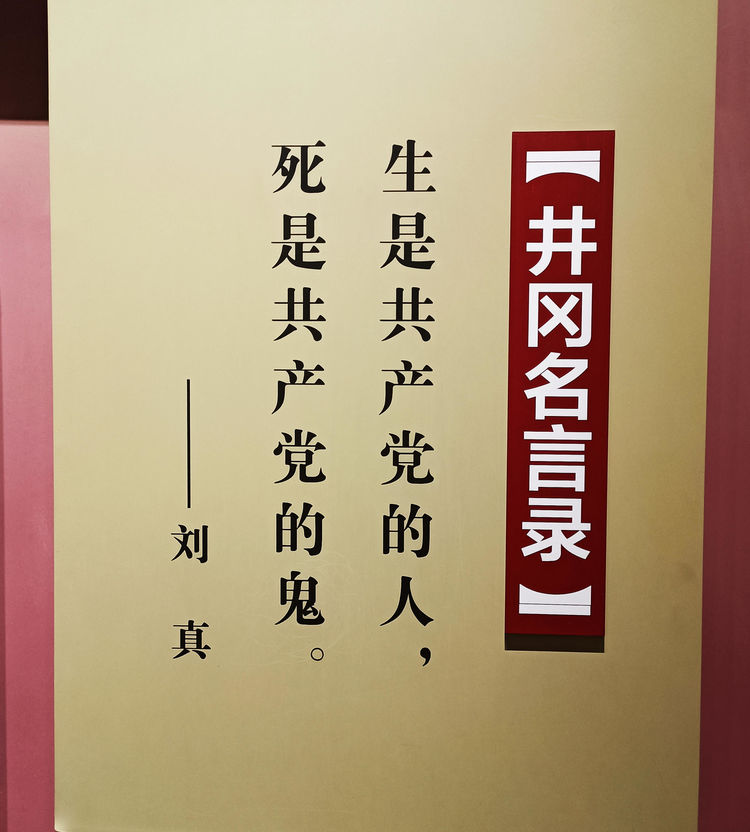 【井冈名言录】
生是共产党的人，
死是共产党的鬼。
——刘真